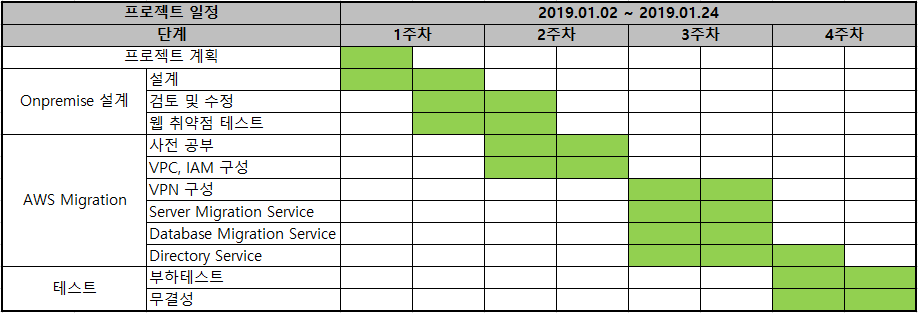 프로젝트 일정 2019.01.02 ~ 2019.01.24
단계 1주차 2주차 3주차 4주차
프로젝트 계획
Onpremise 설계
설계
검토 및 수정
웹 취약점 테스트
AWS Migration
사전 공부
VPC, IAM 구성
VPN 구성
Server Migration Service
Database Migration Service
Directory Service
테스트
부하테스트
무결성